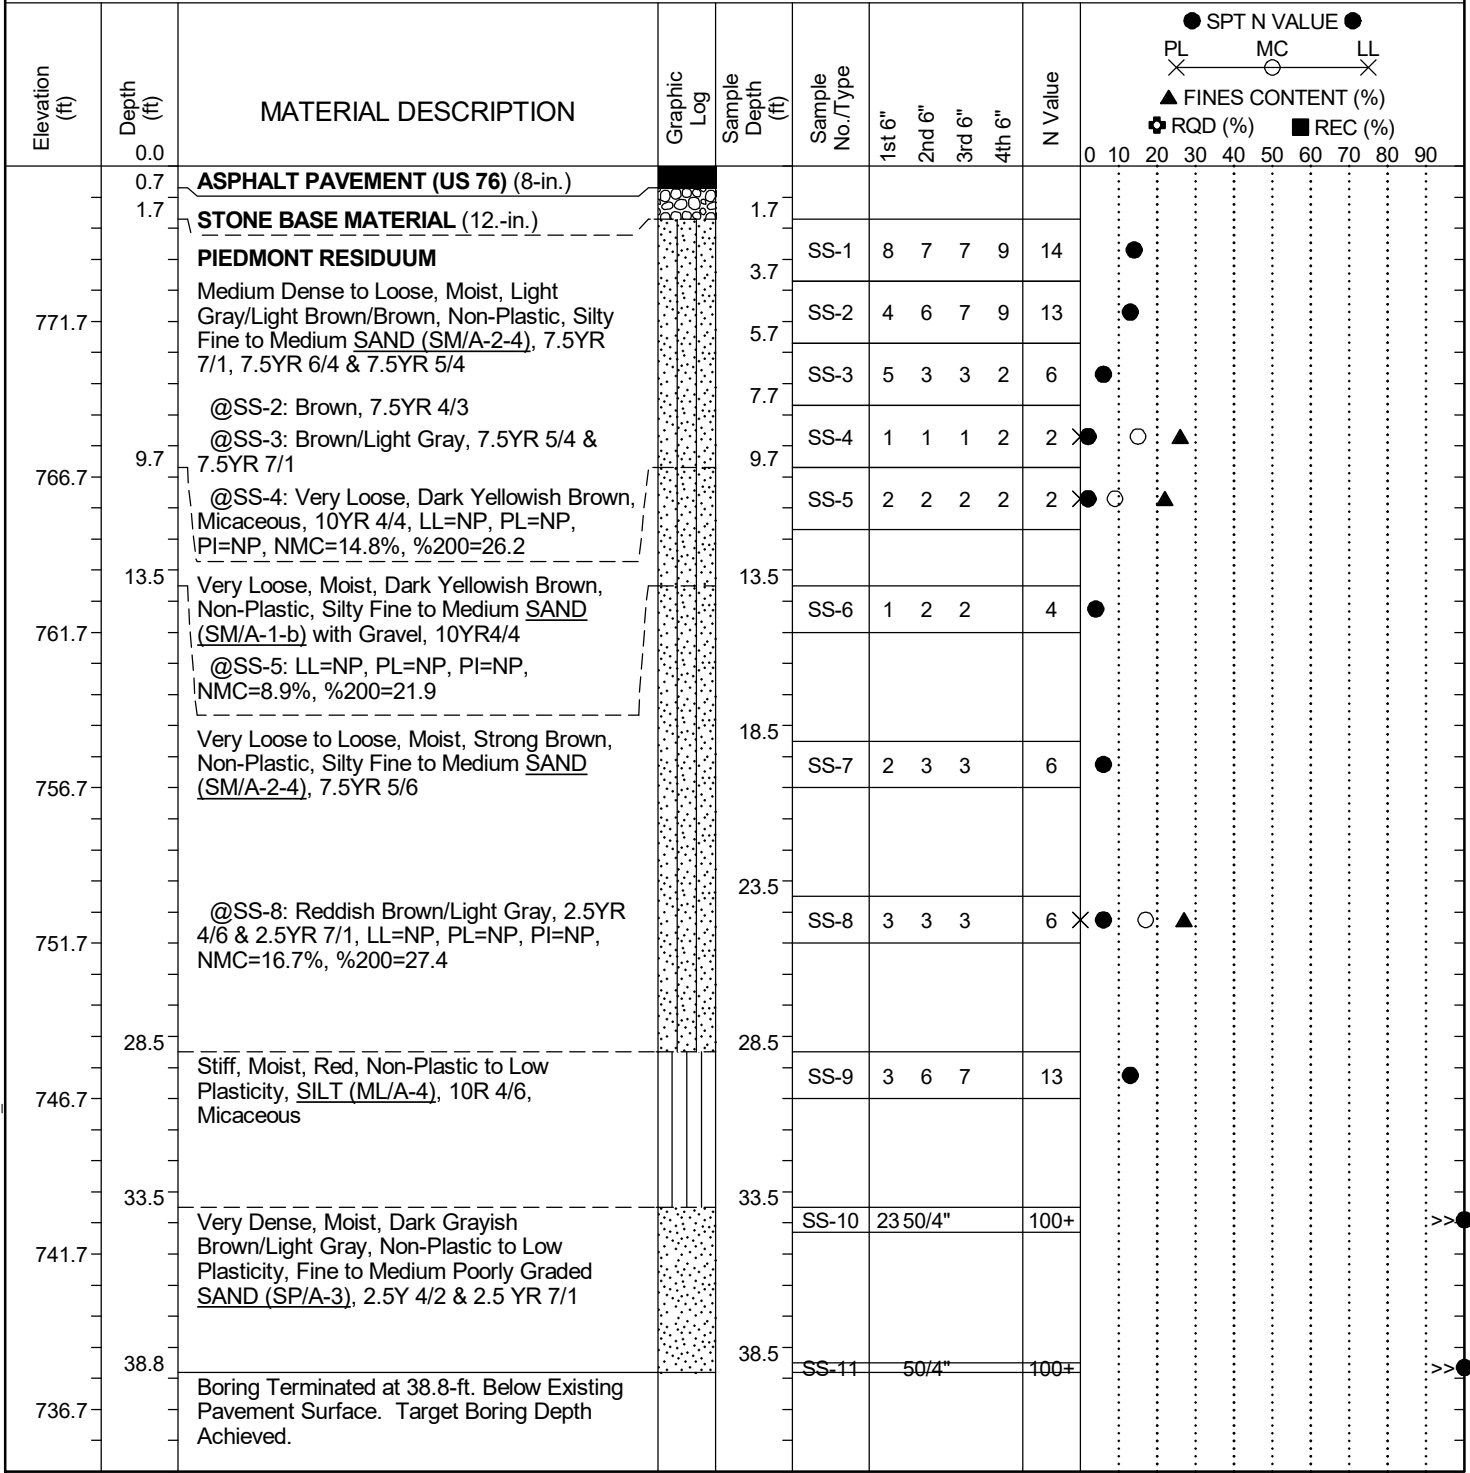 Elevation (ft)
Depth (ft)
0.0
MATERIAL DESCRIPTION
Graphic Log
Sample Depth (ft)
Sample No./Type
1st 6"
2nd 6"
3rd 6"
4th 6"
N Value
SPT N VALUE
PL MC LL
FINES CONTENT (%)
RQD (%) REC (%)
0 10 20 30 40 50 60 70 80 90
0.7 ASPHALT PAVEMENT (US 76) (8-in.)
1.7 STONE BASE MATERIAL (12.-in.) 1.7
PIEDMONT RESIDUUM
SS-1 8 7 7 9 14
3.7
Medium Dense to Loose, Moist, Light
Gray/Light Brown/Brown, Non-Plastic, Silty
Fine to Medium SAND (SM/A-2-4), 7.5YR
7/1, 7.5YR 6/4 & 7.5YR 5/4
771.7
SS-2 4 6 7 9 13
5.7
SS-3 5 3 3 2 6
7.7
@SS-2: Brown, 7.5YR 4/3
@SS-3: Brown/Light Gray, 7.5YR 5/4 &
7.5YR 7/1
SS-4 1 1 1 2 2
9.7 9.7
766.7
@SS-4: Very Loose, Dark Yellowish Brown,
Micaceous, 10YR 4/4, LL=NP, PL=NP,
PI=NP, NMC=14.8%, %200=26.2
SS-5 2 2 2 2 2
13.5 13.5
Very Loose, Moist, Dark Yellowish Brown,
Non-Plastic, Silty Fine to Medium SAND
(SM/A-1-b) with Gravel, 10YR4/4
SS-6 1 2 2 4
761.7
@SS-5: LL=NP, PL=NP, PI=NP,
NMC=8.9%, %200=21.9
18.5
Very Loose to Loose, Moist, Strong Brown,
Non-Plastic, Silty Fine to Medium SAND
(SM/A-2-4), 7.5YR 5/6
SS-7 2 3 3 6
756.7
23.5
@SS-8: Reddish Brown/Light Gray, 2.5YR
4/6 & 2.5YR 7/1, LL=NP, PL=NP, PI=NP,
NMC=16.7%, %200=27.4
SS-8 3 3 3 6
751.7
28.5 28.5
Stiff, Moist, Red, Non-Plastic to Low
Plasticity, SILT (ML/A-4), 10R 4/6,
Micaceous
SS-9 3 6 7 13
746.7
33.5 33.5
Very Dense, Moist, Dark Grayish
Brown/Light Gray, Non-Plastic to Low
Plasticity, Fine to Medium Poorly Graded
SAND (SP/A-3), 2.5Y 4/2 & 2.5 YR 7/1
SS-10 23 50/4" 100+ >>
741.7
38.8 38.5
SS-11 50/4" 100+ >>
Boring Terminated at 38.8-ft. Below Existing
Pavement Surface. Target Boring Depth
Achieved.
736.7